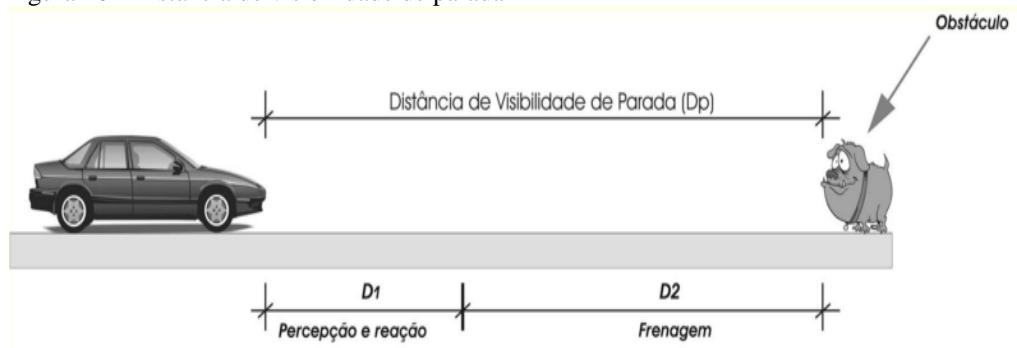 Obstáculo
Distância de Visibilidade de Parada (Dp)
D1
D2
Percepção e reação
Frenagem